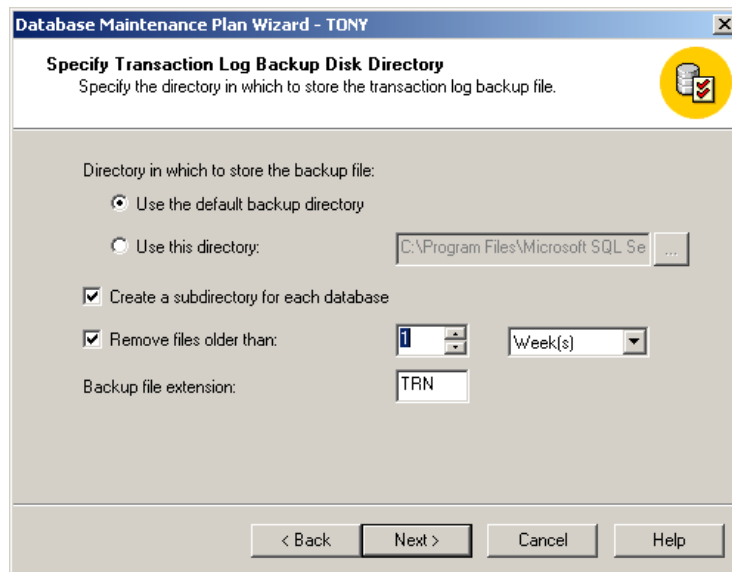 Database Maintenance Plan Wizard - TONY
Specify Transaction Log Backup Disk Directory
Specify the directory in which to store the transaction log backup file.
Directory in which to store the backup file:
Use the default backup directory
Use this directory: C:\Program Files\Microsoft SQL Se ...
Create a subdirectory for each database
Remove files older than: 1 Week(s)
Backup file extension: TRN
< Back Next > Cancel Help